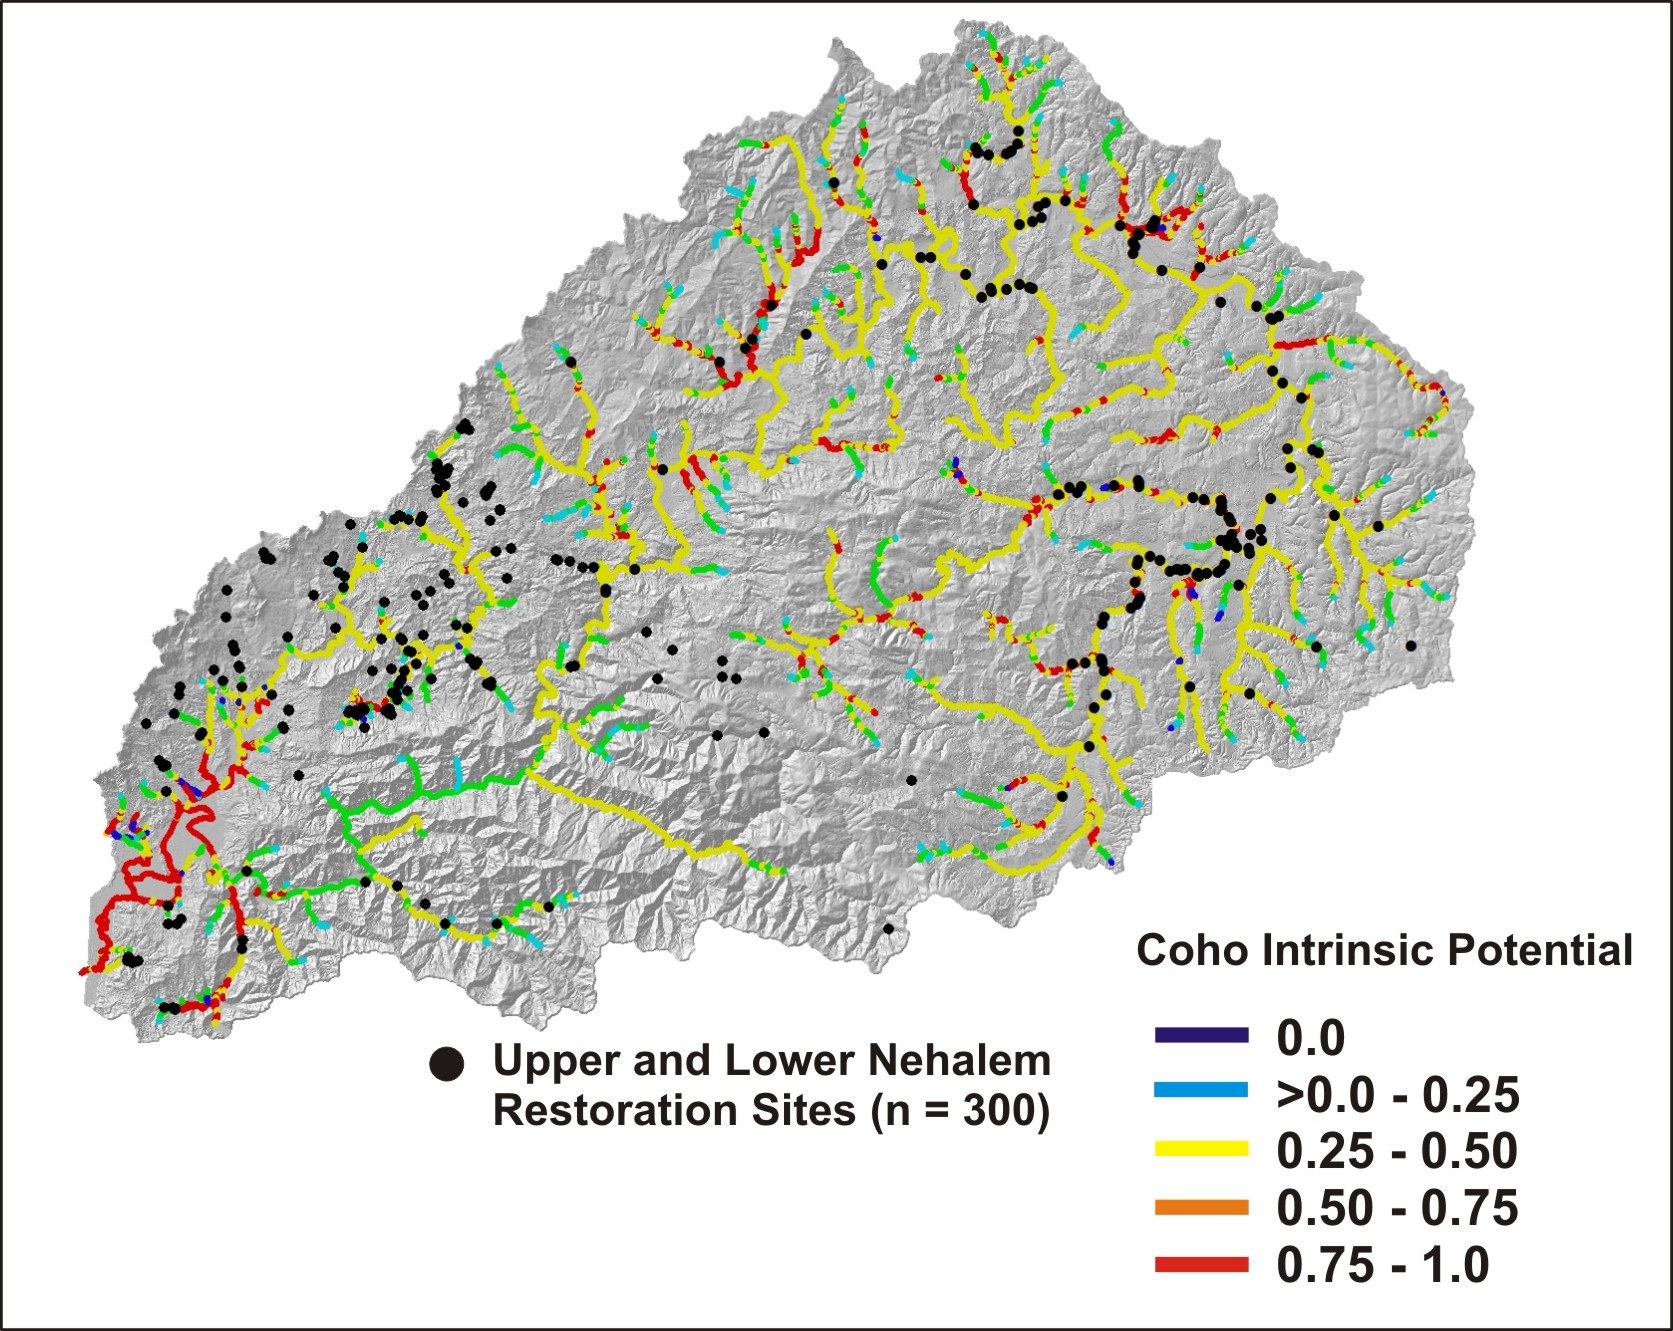 Coho Intrinsic Potential
0.0
>0.0 - 0.25
0.25 - 0.50
0.50 - 0.75
0.75 - 1.0
Upper and Lower Nehalem
Restoration Sites (n = 300)